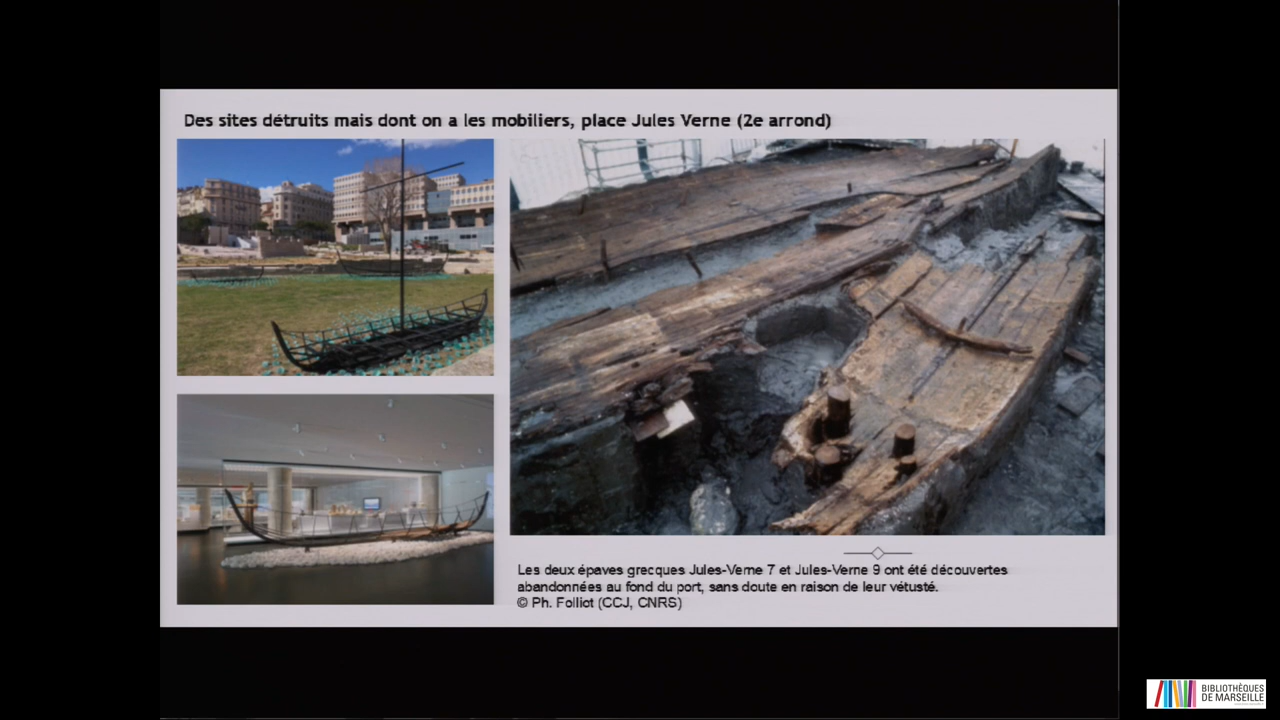 Des sites détruits mais dont on a les mobiliers, place Jules Verne (2e arrond)
Les deux épaves grecques Jules-Verne 7 et Jules-Verne 9 ont été découvertes
abandonnées au fond du port, sans doute en raison de leur vétusté.
© Ph. Folliot (CCJ, CNRS)
BIBLIOTHÈQUES
DE MARSEILLE